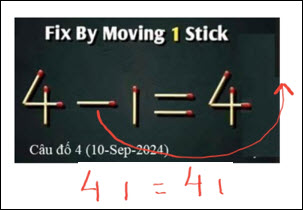 Fix By Moving 1 Stick
4 - 1 = 4
Câu đố 4 (10-Sep-2024)
4 1 = 4 1